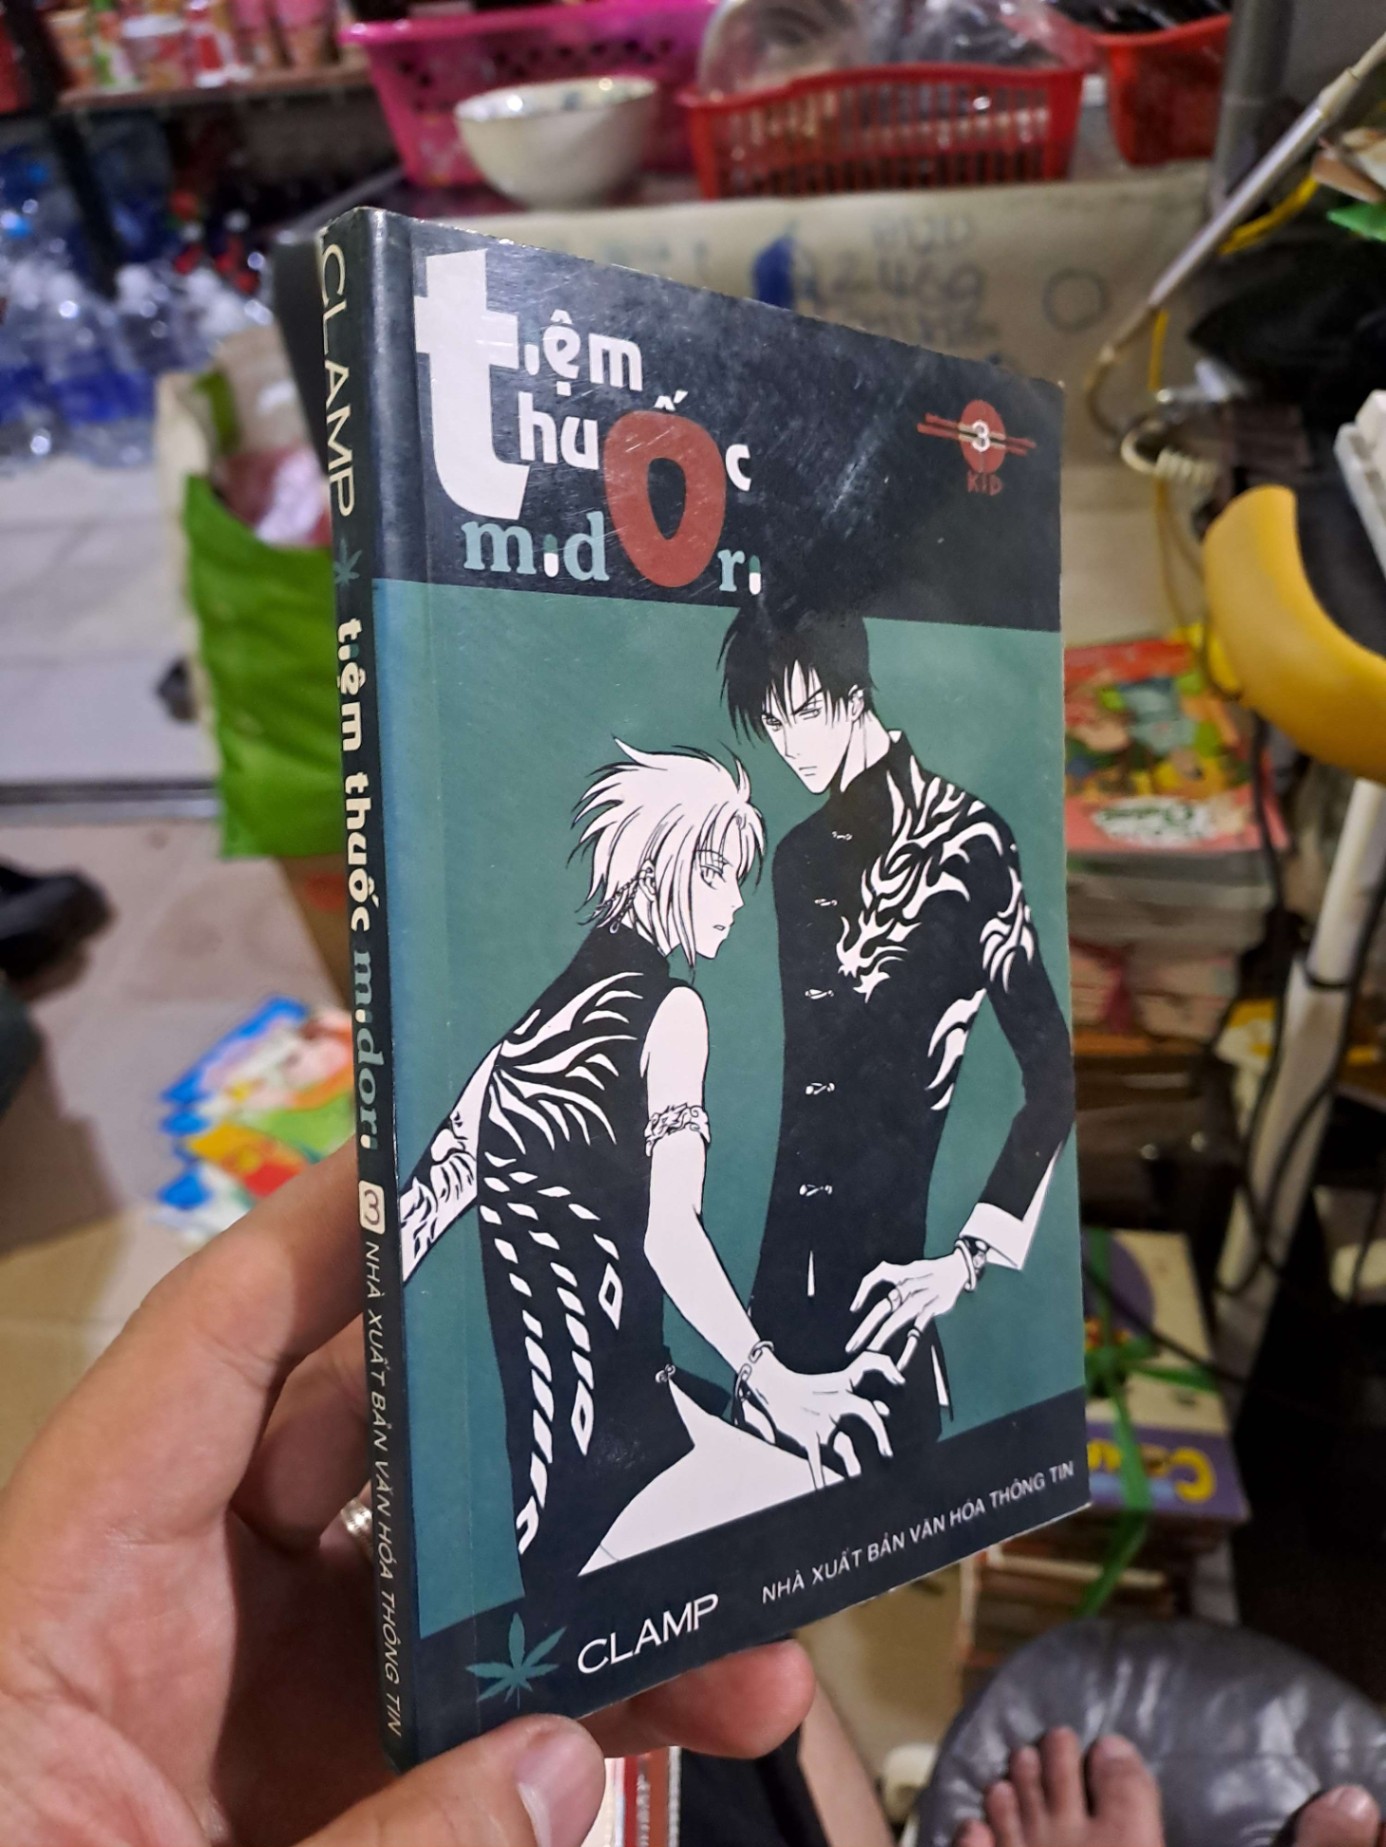 tiệm
thuốc
midori
3
KID
CLAMP
NHÀ XUẤT BẢN VĂN HÓA THÔNG TIN
CLAMP tiệm thuốc midori 3 NHÀ XUẤT BẢN VĂN HÓA THÔNG TIN